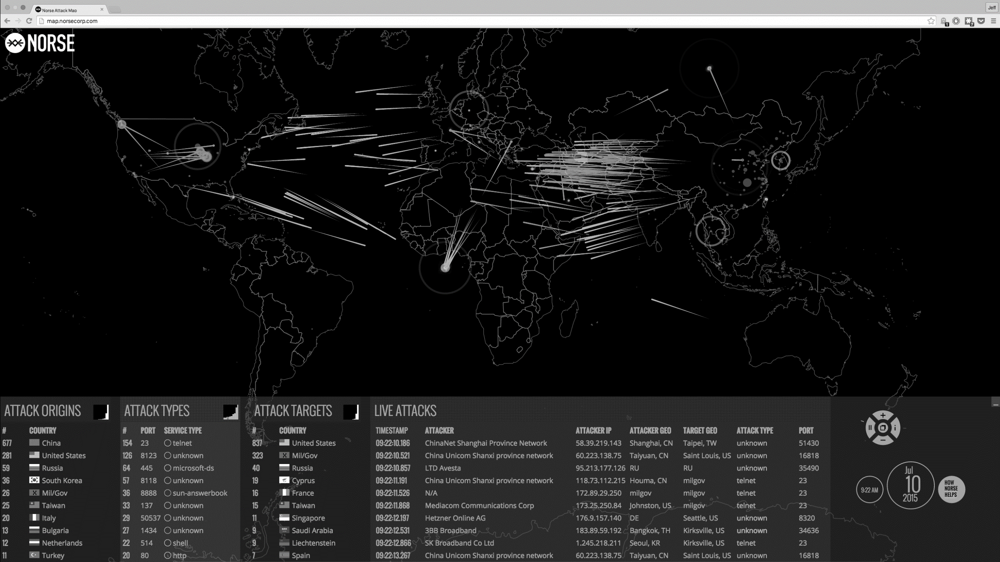 Norse Attack Map
Jeff
map.norsecorp.com
1
7
NORSE
ATTACK ORIGINS
# COUNTRY
677 China
281 United States
59 Russia
36 South Korea
26 Mil/Gov
25 Taiwan
20 Italy
13 Bulgaria
12 Netherlands
11 Turkey
ATTACK TYPES
# PORT SERVICE TYPE
154 23 telnet
126 8123 unknown
64 445 microsoft-ds
57 8118 unknown
36 8888 sun-answerbook
33 137 unknown
29 50537 unknown
27 1434 unknown
22 514 shell
20 80 http
ATTACK TARGETS
# COUNTRY
837 United States
323 Mil/Gov
40 Russia
19 Cyprus
16 France
15 Taiwan
11 Singapore
9 Saudi Arabia
9 Liechtenstein
7 Spain
LIVE ATTACKS
TIMESTAMP ATTACKER ATTACKER IP ATTACKER GEO TARGET GEO ATTACK TYPE PORT
09:22:10.186 ChinaNet Shanghai Province Network 58.39.219.143 Shanghai, CN Taipei, TW unknown 51430
09:22:10.521 China Unicom Shanxi province network 60.223.138.75 Taiyuan, CN Saint Louis, US unknown 16818
09:22:10.857 LTD Avesta 95.213.177.126 RU RU unknown 35490
09:22:11.191 China Unicom Shanxi province network 118.73.112.215 Houma, CN milgov telnet 23
09:22:11.526 N/A 172.89.29.250 milgov milgov telnet 23
09:22:11.868 Mediacom Communications Corp 173.25.250.84 Johnston, US milgov telnet 23
09:22:12.197 Hetzner Online AG 176.9.157.140 DE Seattle, US unknown 8320
09:22:12.531 3BB Broadband 183.89.59.192 Bangkok, TH Kirksville, US unknown 34636
09:22:12.866 SK Broadband Co Ltd 1.245.218.211 Seoul, KR Kirksville, US telnet 23
09:22:13.267 China Unicom Shanxi province network 60.223.138.75 Taiyuan, CN Saint Louis, US unknown 16818
+
i
−
9:22 AM
Jul
10
2015
HOW
NORSE
HELPS